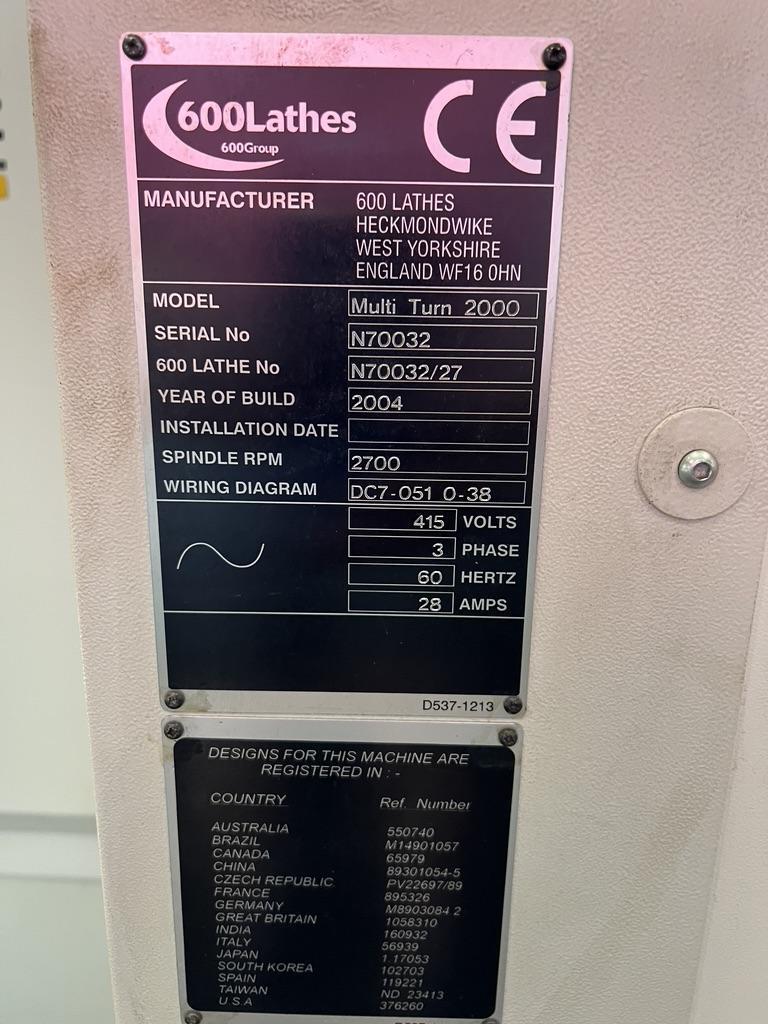 600Lathes
600Group
CE
MANUFACTURER 600 LATHES
HECKMONDWIKE
WEST YORKSHIRE
ENGLAND WF16 0HN
MODEL Multi Turn 2000
SERIAL No N70032
600 LATHE No N70032/27
YEAR OF BUILD 2004
INSTALLATION DATE
SPINDLE RPM 2700
WIRING DIAGRAM DC7-051 0-38
415 VOLTS
3 PHASE
60 HERTZ
28 AMPS
D537-1213
DESIGNS FOR THIS MACHINE ARE
REGISTERED IN : -
COUNTRY Ref. Number
AUSTRALIA 550740
BRAZIL M14901057
CANADA 65979
CHINA 89301054-5
CZECH REPUBLIC PV22697/89
FRANCE 895326
GERMANY M8903084 2
GREAT BRITAIN 1058310
INDIA 160932
ITALY 56939
JAPAN 1.17053
SOUTH KOREA 102703
SPAIN 119221
TAIWAN ND 23413
U.S.A 376260